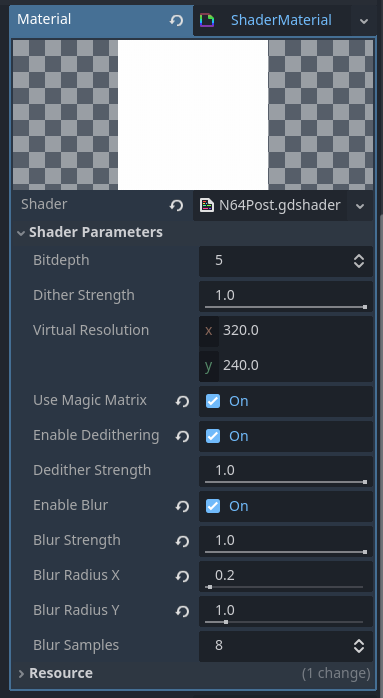 Material ShaderMaterial
Shader N64Post.gdshader
Shader Parameters
Bitdepth 5
Dither Strength 1.0
Virtual Resolution x 320.0
y 240.0
Use Magic Matrix On
Enable Dedithering On
Dedither Strength 1.0
Enable Blur On
Blur Strength 1.0
Blur Radius X 0.2
Blur Radius Y 1.0
Blur Samples 8
Resource (1 change)